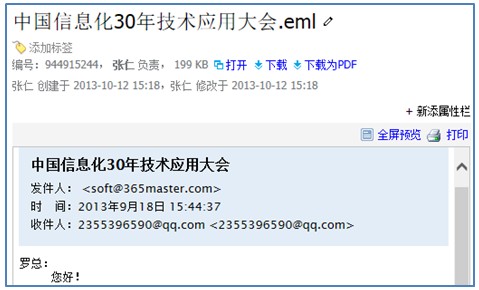 中国信息化30年技术应用大会.eml
添加标签
编号：944915244，张仁 负责，199 KB 打开 下载 下载为PDF
张仁 创建于 2013-10-12 15:18，张仁 修改于 2013-10-12 15:18
+ 新添属性栏
全屏预览 打印
中国信息化30年技术应用大会
发件人： <soft@365master.com>
时　间：2013年9月18日 15:44:37
收件人：2355396590@qq.com <2355396590@qq.com>
罗总：
您好！